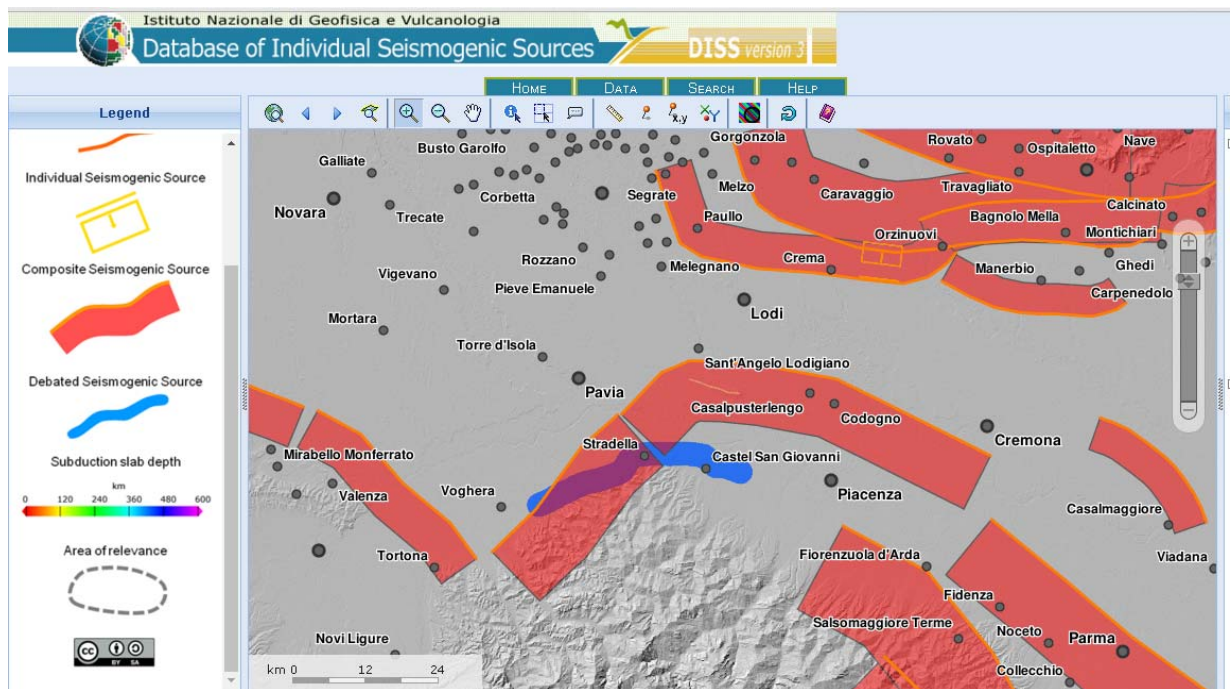 Istituto Nazionale di Geofisica e Vulcanologia
Database of Individual Seismogenic Sources
DISS version 3
HOME DATA SEARCH HELP
Legend
Individual Seismogenic Source
Composite Seismogenic Source
Debated Seismogenic Source
Subduction slab depth
km
0 120 240 360 480 600
Area of relevance
cc BY SA
x,y
Busto Garolfo
Gorgonzola
Rovato
Nave
Ospitaletto
Galliate
Segrate
Melzo
Caravaggio
Travagliato
Corbetta
Novara
Trecate
Paullo
Bagnolo Mella
Calcinato
Orzinuovi
Montichiari
Rozzano
Melegnano
Crema
Manerbio
Ghedi
Vigevano
Pieve Emanuele
Carpenedolo
Lodi
Mortara
Torre d'Isola
Sant'Angelo Lodigiano
Pavia
Casalpusterlengo
Codogno
Cremona
Stradella
Mirabello Monferrato
Castel San Giovanni
Voghera
Valenza
Piacenza
Casalmaggiore
Tortona
Fiorenzuola d'Arda
Viadana
Fidenza
Salsomaggiore Terme
Noceto
Novi Ligure
Parma
km 0 12 24
Collecchio